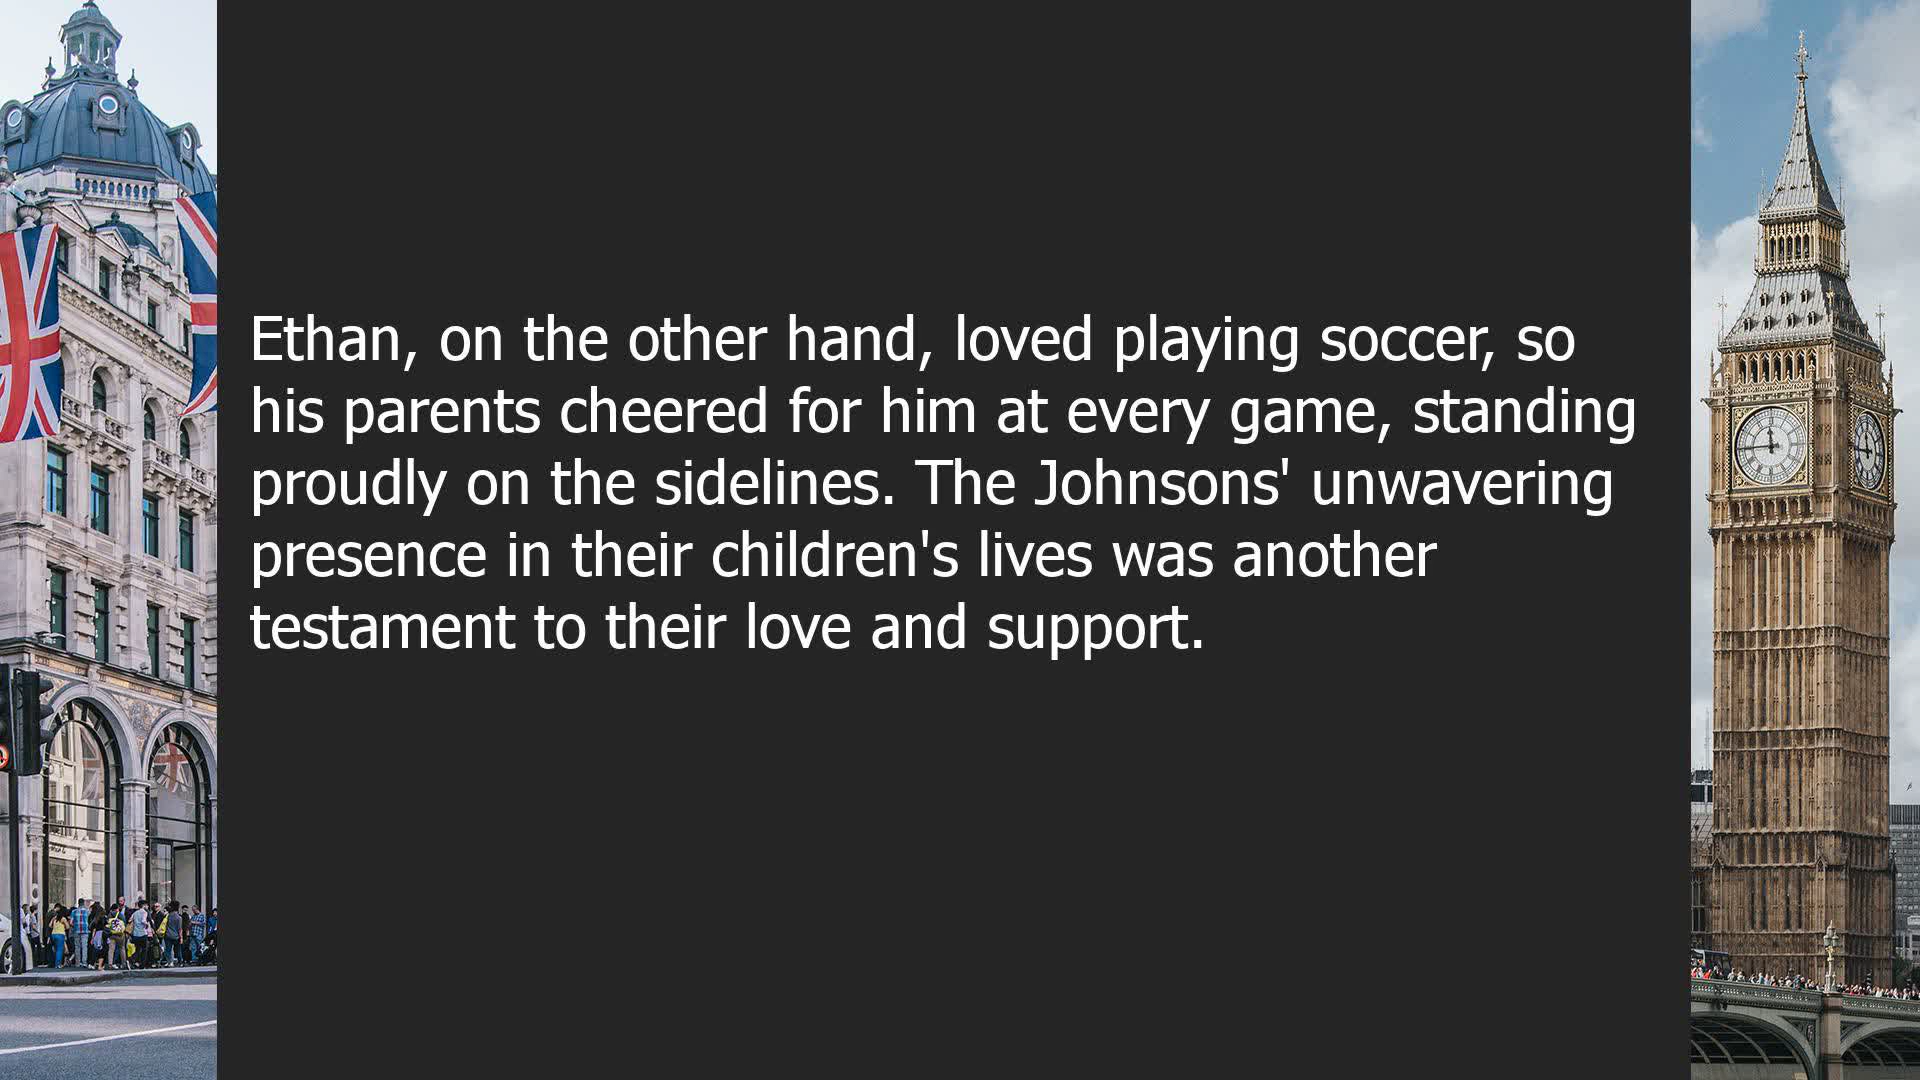 Ethan, on the other hand, loved playing soccer, so
his parents cheered for him at every game, standing
proudly on the sidelines. The Johnsons' unwavering
presence in their children's lives was another
testament to their love and support.